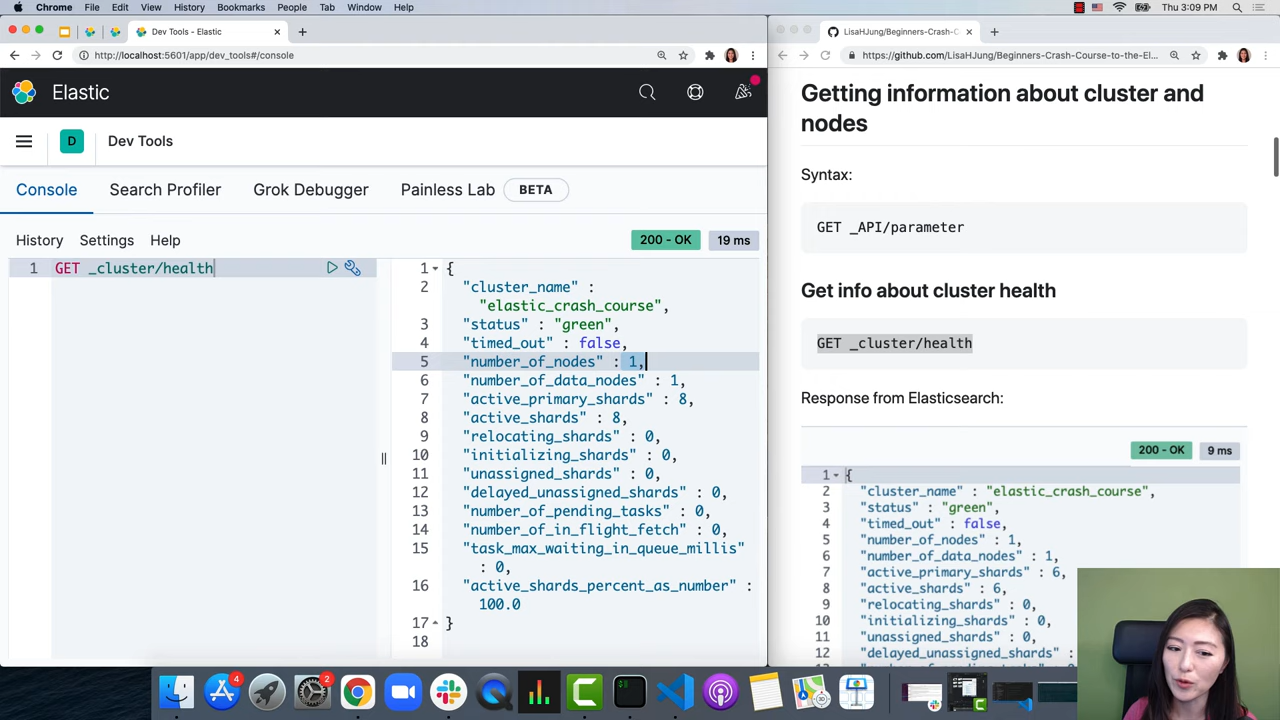 Chrome File Edit View History Bookmarks People Tab Window Help Thu 3:09 PM
Dev Tools - Elastic
http://localhost:5601/app/dev_tools#/console
Elastic
D Dev Tools
Console Search Profiler Grok Debugger Painless Lab BETA
History Settings Help 200 - OK 19 ms
1 GET _cluster/health
1 {
2 "cluster_name" :
"elastic_crash_course",
3 "status" : "green",
4 "timed_out" : false,
5 "number_of_nodes" : 1,
6 "number_of_data_nodes" : 1,
7 "active_primary_shards" : 8,
8 "active_shards" : 8,
9 "relocating_shards" : 0,
10 "initializing_shards" : 0,
11 "unassigned_shards" : 0,
12 "delayed_unassigned_shards" : 0,
13 "number_of_pending_tasks" : 0,
14 "number_of_in_flight_fetch" : 0,
15 "task_max_waiting_in_queue_millis"
: 0,
16 "active_shards_percent_as_number" :
100.0
17 }
18
LisaHJung/Beginners-Crash-C
https://github.com/LisaHJung/Beginners-Crash-Course-to-the-El...
Getting information about cluster and
nodes
Syntax:
GET _API/parameter
Get info about cluster health
GET _cluster/health
Response from Elasticsearch:
200 - OK 9 ms
1 {
2 "cluster_name" : "elastic_crash_course",
3 "status" : "green",
4 "timed_out" : false,
5 "number_of_nodes" : 1,
6 "number_of_data_nodes" : 1,
7 "active_primary_shards" : 6,
8 "active_shards" : 6,
9 "relocating_shards" : 0,
10 "initializing_shards" : 0,
11 "unassigned_shards" : 0,
12 "delayed_unassigned_shards" :
4
2